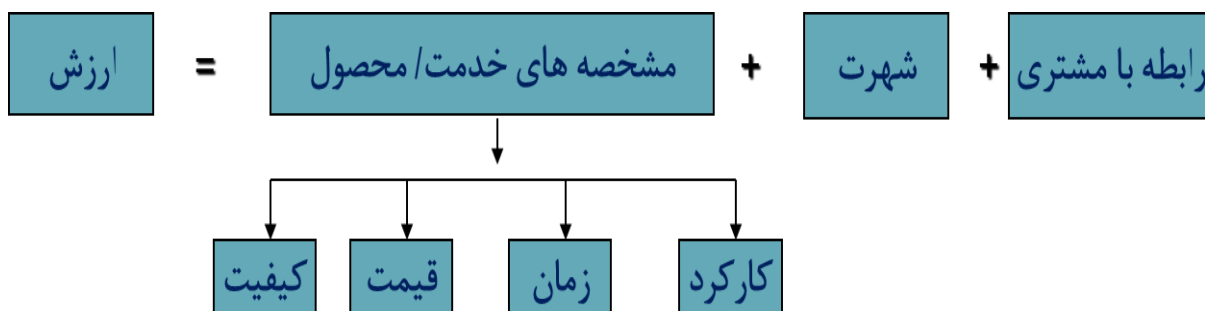 ارزش = مشخصه های خدمت/ محصول + شهرت + رابطه با مشتری
کیفیت قیمت زمان کارکرد